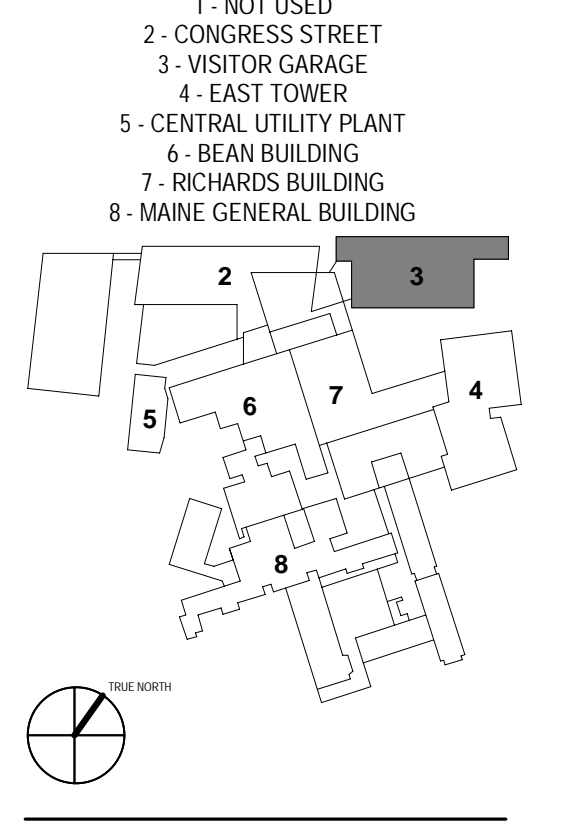 1 - NOT USED
2 - CONGRESS STREET
3 - VISITOR GARAGE
4 - EAST TOWER
5 - CENTRAL UTILITY PLANT
6 - BEAN BUILDING
7 - RICHARDS BUILDING
8 - MAINE GENERAL BUILDING
2
3
7
4
6
5
8
TRUE NORTH